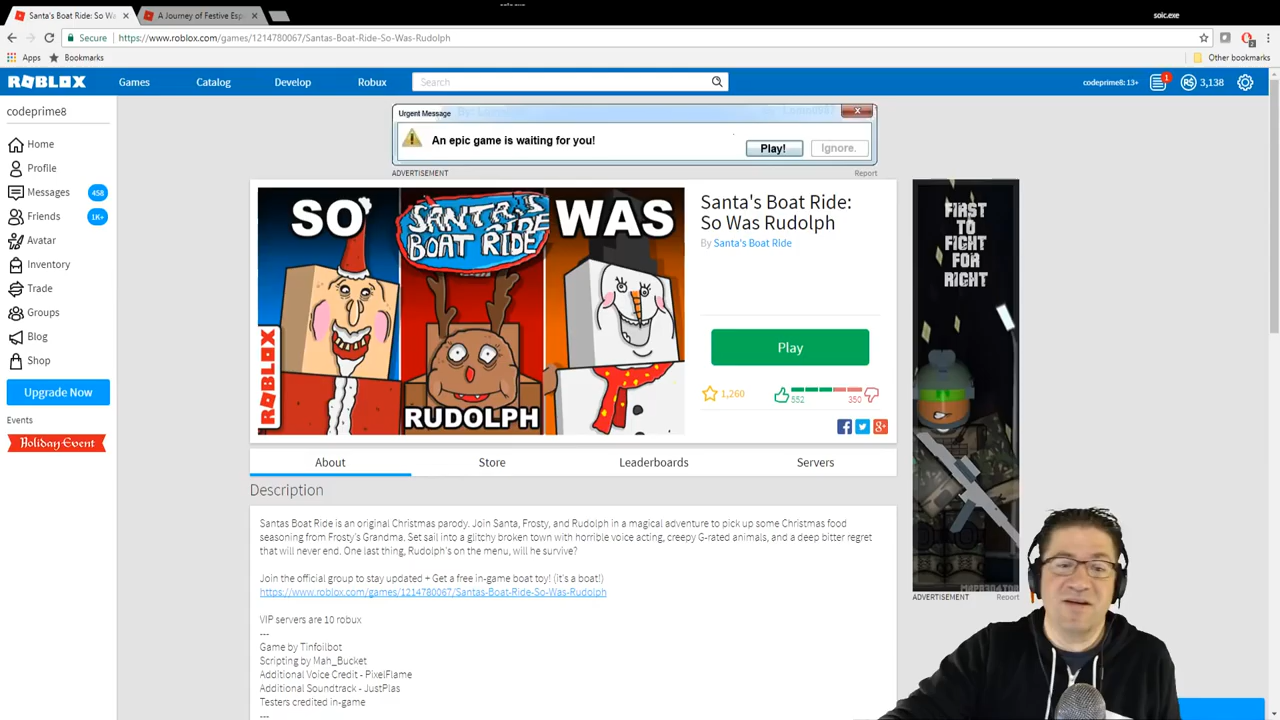 soic.exe
Santa's Boat Ride: So Wa
A Journey of Festive Esp
soic.exe
Secure
https://www.roblox.com/games/1214780067/Santas-Boat-Ride-So-Was-Rudolph
Apps
Bookmarks
Other bookmarks
ROBLOX
Games
Catalog
Develop
Robux
Search
codeprime8: 13+
1
R$ 3,138
codeprime8
Home
Profile
Messages
458
Friends
1K+
Avatar
Inventory
Trade
Groups
Blog
Shop
Upgrade Now
Events
Holiday Event
Urgent Message
An epic game is waiting for you!
Play!
Ignore.
ADVERTISEMENT
Report
SO
SANTA'S
BOAT RIDE
WAS
ROBLOX
RUDOLPH
Santa's Boat Ride:
So Was Rudolph
By Santa's Boat Ride
Play
1,260
552
350
About
Store
Leaderboards
Servers
Description
Santas Boat Ride is an original Christmas parody. Join Santa, Frosty, and Rudolph in a magical adventure to pick up some Christmas food
seasoning from Frosty's Grandma. Set sail into a glitchy broken town with horrible voice acting, creepy G-rated animals, and a deep bitter regret
that will never end. One last thing, Rudolph's on the menu, will he survive?
Join the official group to stay updated + Get a free in-game boat toy! (it's a boat!)
https://www.roblox.com/games/1214780067/Santas-Boat-Ride-So-Was-Rudolph
VIP servers are 10 robux
---
Game by Tinfoilbot
Scripting by Mah_Bucket
Additional Voice Credit - PixelFlame
Additional Soundtrack - JustPlas
Testers credited in-game
---
FIRST
TO
FIGHT
FOR
RIGHT
ADVERTISEMENT
Report